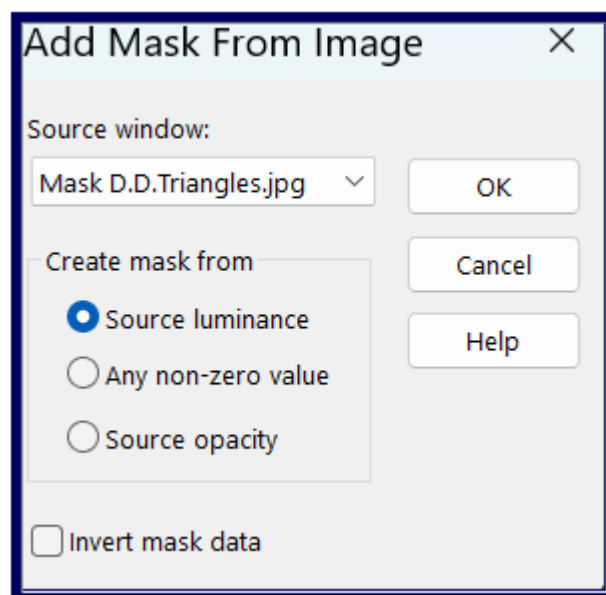 Add Mask From Image
Source window:
Mask D.D.Triangles.jpg
OK
Create mask from
Cancel
Source luminance
Help
Any non-zero value
Source opacity
Invert mask data